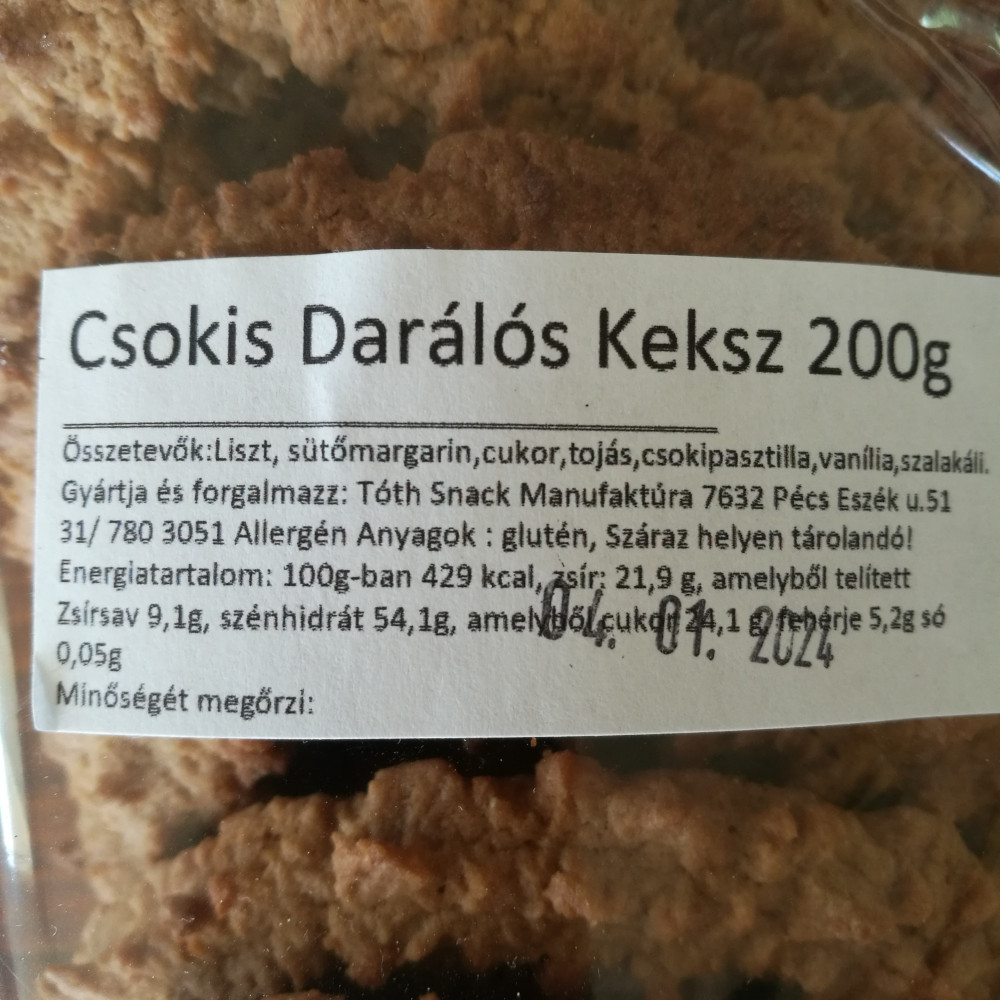 Csokis Darálós Keksz 200g
Összetevők:Liszt, sütőmargarin,cukor,tojás,csokipasztilla,vanília,szalakáli.
Gyártja és forgalmazz: Tóth Snack Manufaktúra 7632 Pécs Eszék u.51
31/ 780 3051 Allergén Anyagok : glutén, Száraz helyen tárolandó!
Energiatartalom: 100g-ban 429 kcal, zsír: 21,9 g, amelyből telített
Zsírsav 9,1g, szénhidrát 54,1g, amelyből cukor 24,1 g fehérje 5,2g só
04. 01. 2024
0,05g
Minőségét megőrzi: